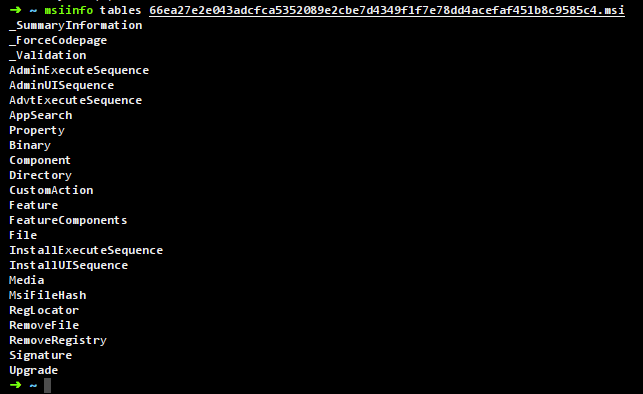 ➜ ~ msiinfo tables 66ea27e2e043adcfca5352089e2cbe7d4349f1f7e78dd4acefaf451b8c9585c4.msi
_SummaryInformation
_ForceCodepage
_Validation
AdminExecuteSequence
AdminUISequence
AdvtExecuteSequence
AppSearch
Property
Binary
Component
Directory
CustomAction
Feature
FeatureComponents
File
InstallExecuteSequence
InstallUISequence
Media
MsiFileHash
RegLocator
RemoveFile
RemoveRegistry
Signature
Upgrade
➜ ~